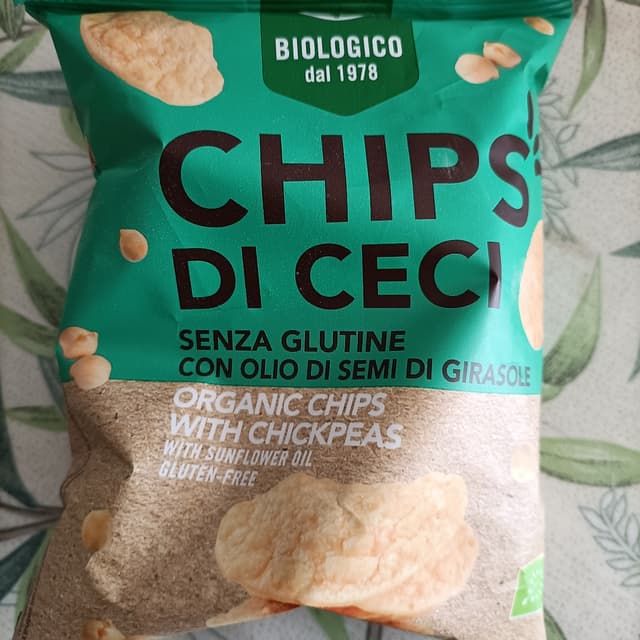 BIOLOGICO
dal 1978
CHIPS
DI CECI
SENZA GLUTINE
CON OLIO DI SEMI DI GIRASOLE
ORGANIC CHIPS
WITH CHICKPEAS
WITH SUNFLOWER OIL
GLUTEN-FREE